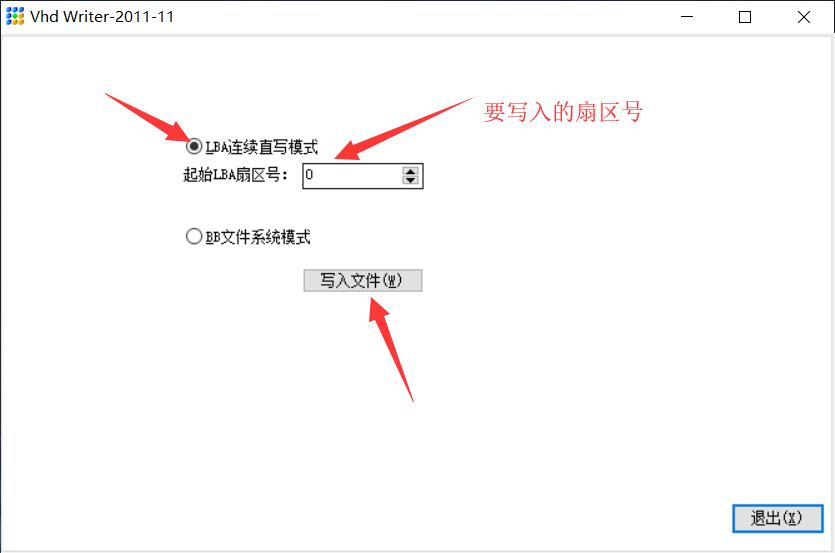 Vhd Writer-2011-11
要写入的扇区号
LBA连续直写模式
起始LBA扇区号： 0
BB文件系统模式
写入文件(W)
退出(X)